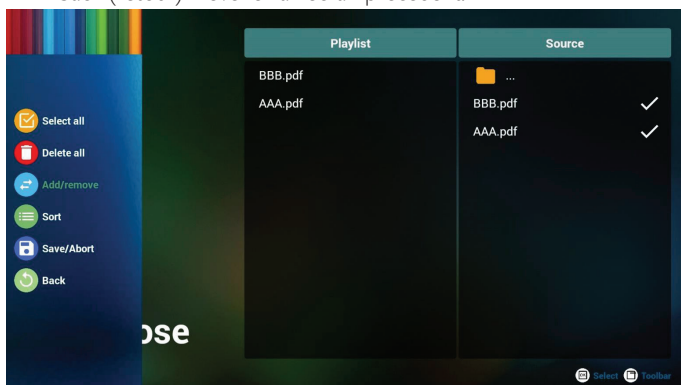 Playlist
Source
BBB.pdf
AAA.pdf
...
BBB.pdf
AAA.pdf
Select all
Delete all
Add/remove
Sort
Save/Abort
Back
ose
Select
Toolbar